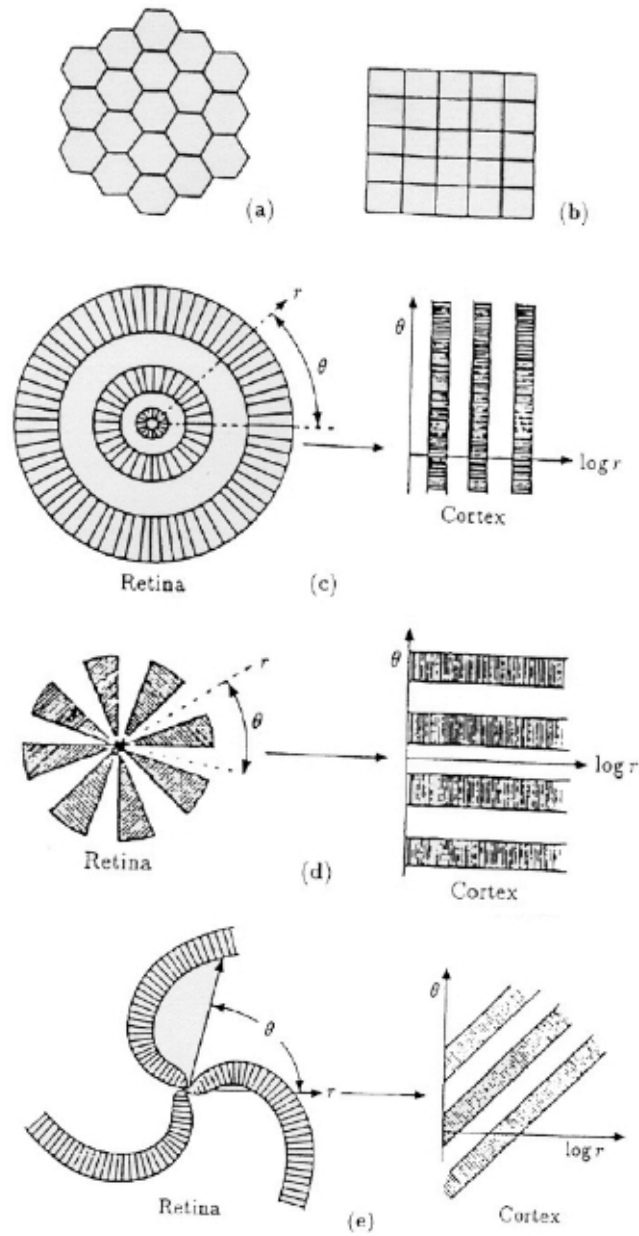 (a)
(b)
r
θ
Retina
θ
log r
Cortex
(c)
r
θ
Retina
θ
log r
Cortex
(d)
θ
r
Retina
θ
log r
Cortex
(e)